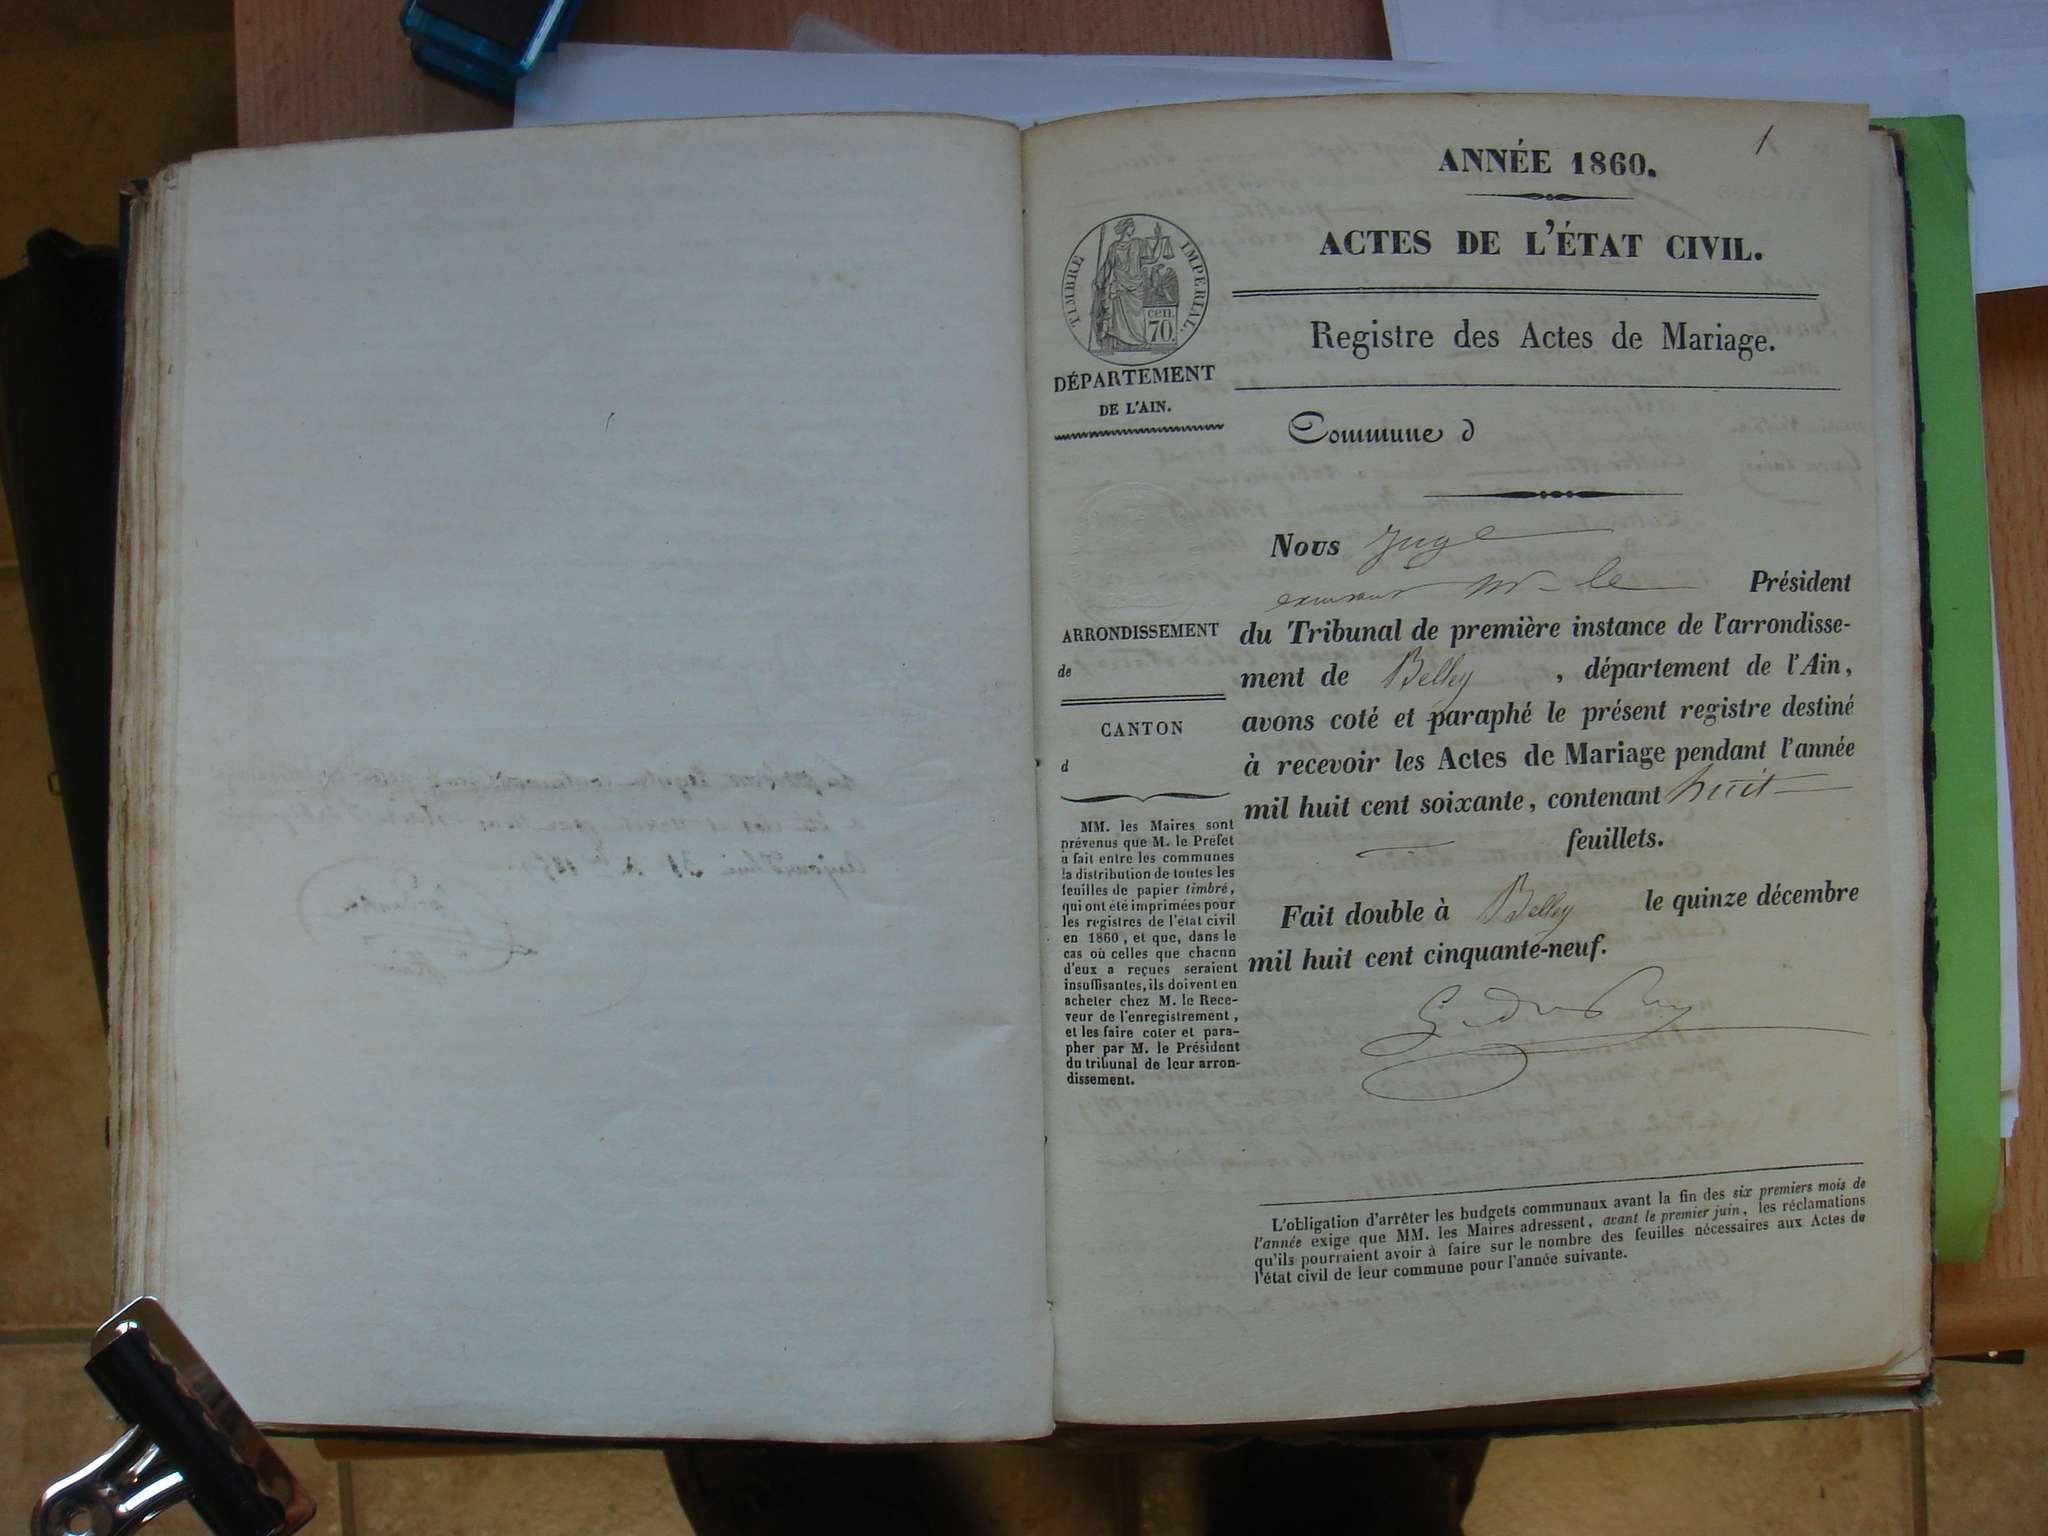 1
ANNÉE 1860.
ACTES DE L'ÉTAT CIVIL.
TIMBRE IMPERIAL.
cen.
70.
DÉPARTEMENT
DE L'AIN.
Registre des Actes de Mariage.
Commune d
Nous Juge
Mr le Président
du Tribunal de première instance de l'arrondisse-
ment de Belley , département de l'Ain,
avons coté et paraphé le présent registre destiné
à recevoir les Actes de Mariage pendant l'année
mil huit cent soixante, contenant huit
feuillets.
Fait double à Belley le quinze décembre
mil huit cent cinquante-neuf.
ARRONDISSEMENT
de
CANTON
d
MM. les Maires sont
prévenus que M. le Préfet
a fait entre les communes
la distribution de toutes les
feuilles de papier timbré,
qui ont été imprimées pour
les registres de l'état civil
en 1860, et que, dans le
cas où celles que chacun
d'eux a reçues seraient
insuffisantes, ils doivent en
acheter chez M. le Rece-
veur de l'enregistrement,
et les faire coter et para-
pher par M. le Président
du tribunal de leur arron-
dissement.
L'obligation d'arrêter les budgets communaux avant la fin des six premiers mois de
l'année exige que MM. les Maires adressent, avant le premier juin, les réclamations
qu'ils pourraient avoir à faire sur le nombre des feuilles nécessaires aux Actes de
l'état civil de leur commune pour l'année suivante.